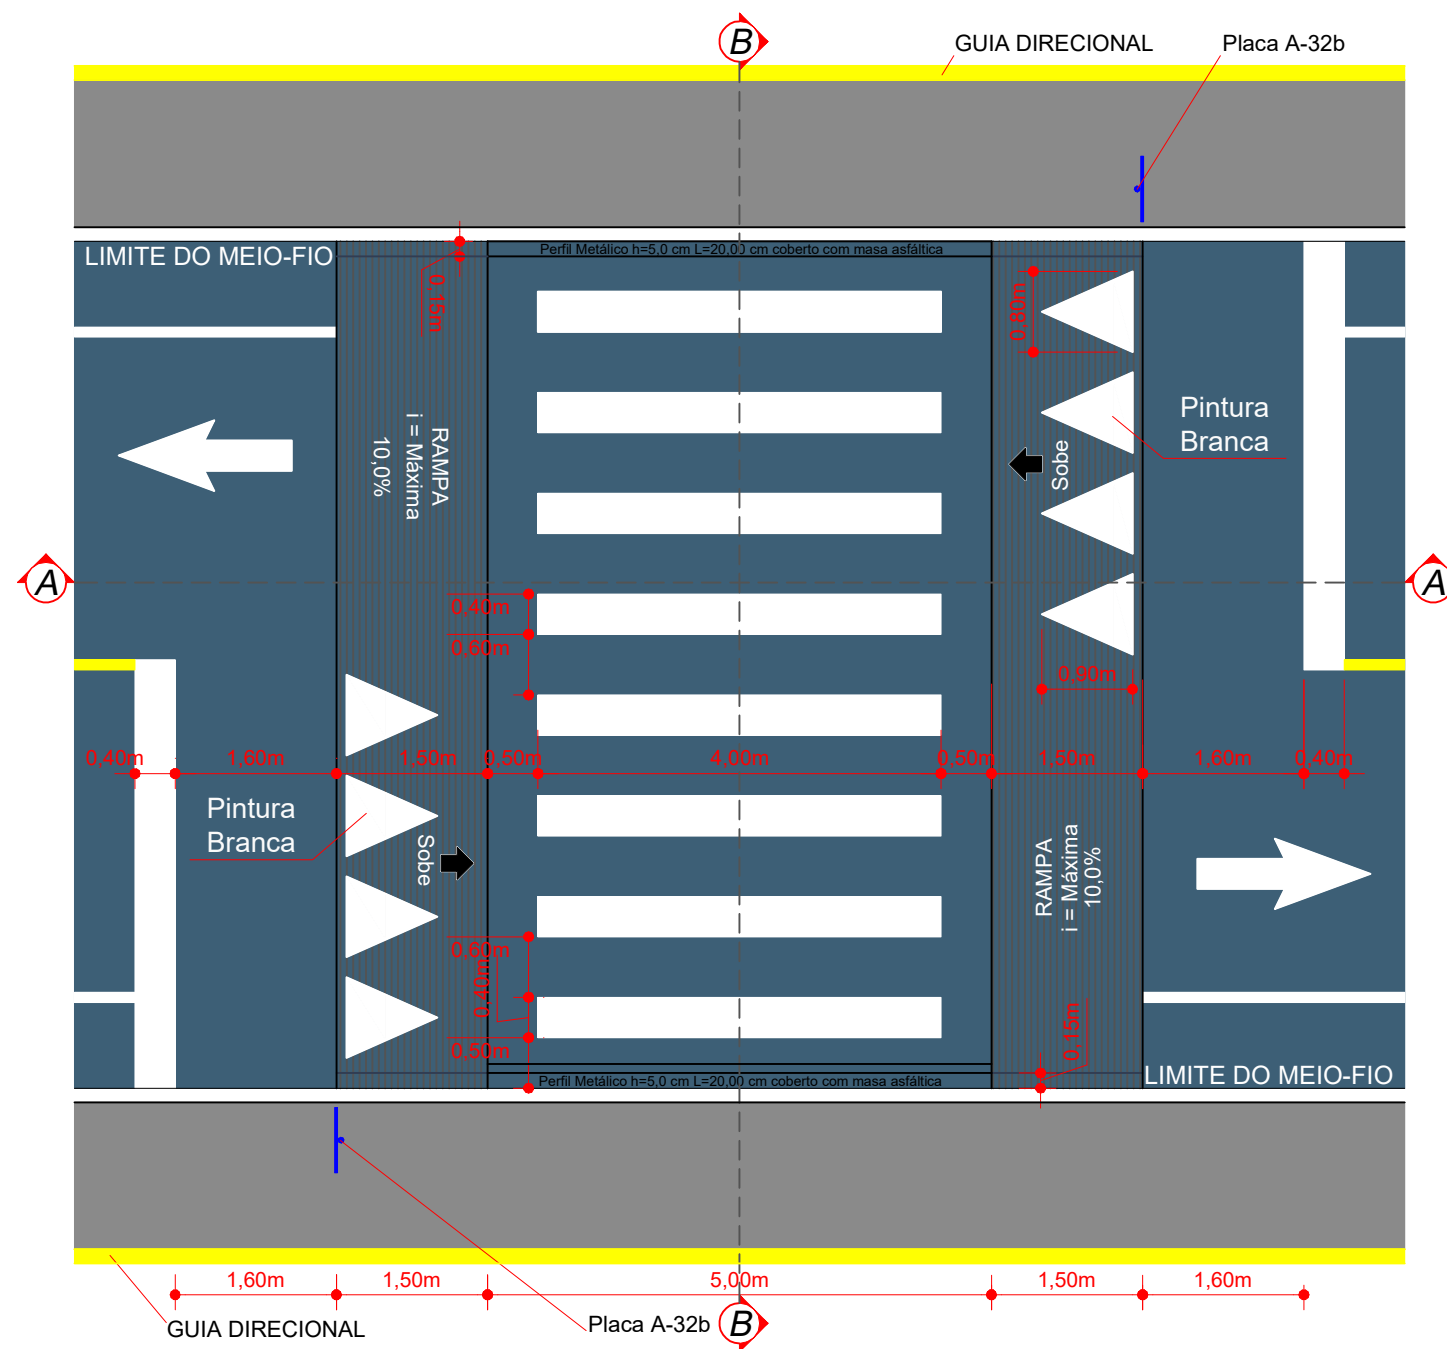 B
GUIA DIRECIONAL
Placa A-32b
LIMITE DO MEIO-FIO
Perfil Metálico h=5,0 cm L=20,00 cm coberto com masa asfáltica
0,15m
0,80m
Pintura
Branca
RAMPA
i = Máxima
10,0%
Sobe
A
A
0,40m
0,60m
0,90m
0,40m
1,60m
1,50m
0,50m
4,00m
0,50m
1,50m
1,60m
0,40m
Pintura
Branca
Sobe
RAMPA
i = Máxima
10,0%
0,60m
0,40m
0,50m
0,15m
Perfil Metálico h=5,0 cm L=20,00 cm coberto com masa asfáltica
LIMITE DO MEIO-FIO
1,60m
1,50m
5,00m
1,50m
1,60m
GUIA DIRECIONAL
Placa A-32b
B